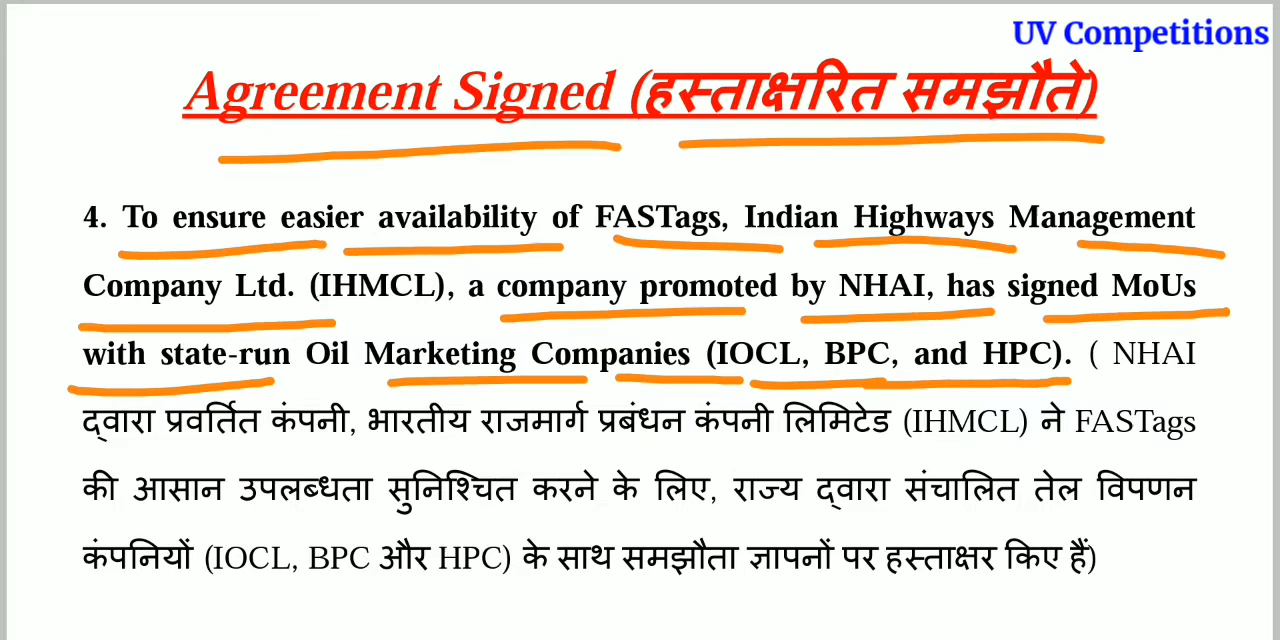 UV Competitions
Agreement Signed (हस्ताक्षरित समझौते)
4. To ensure easier availability of FASTags, Indian Highways Management
Company Ltd. (IHMCL), a company promoted by NHAI, has signed MoUs
with state-run Oil Marketing Companies (IOCL, BPC, and HPC). ( NHAI
द्वारा प्रवर्तित कंपनी, भारतीय राजमार्ग प्रबंधन कंपनी लिमिटेड (IHMCL) ने FASTags
की आसान उपलब्धता सुनिश्चित करने के लिए, राज्य द्वारा संचालित तेल विपणन
कंपनियों (IOCL, BPC और HPC) के साथ समझौता ज्ञापनों पर हस्ताक्षर किए हैं)